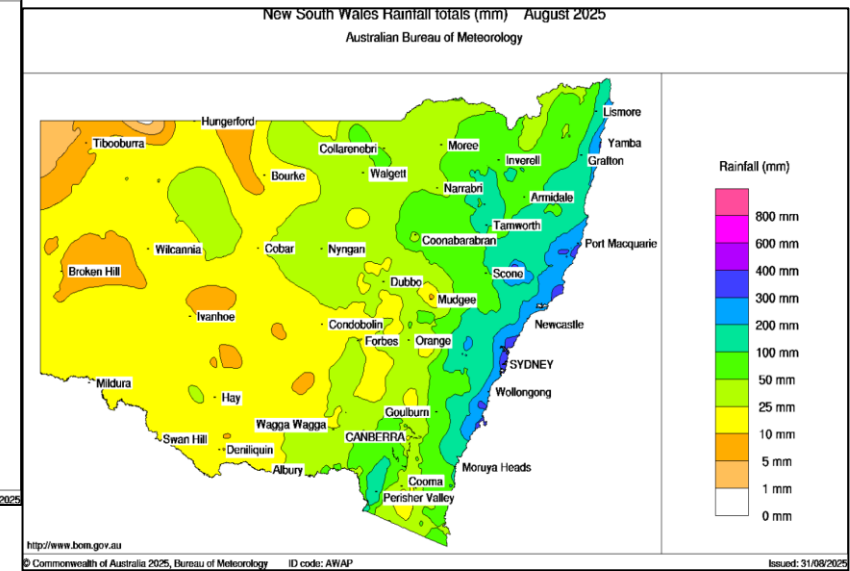 New South Wales Rainfall totals (mm) August 2025
Australian Bureau of Meteorology
Hungerford
Lismore
Tibooburra
Collarenebri
Moree
Yamba
Inverell
Grafton
Bourke
Walgett
Narrabri
Armidale
Tamworth
Wilcannia
Cobar
Nyngan
Coonabarabran
Port Macquarie
Broken Hill
Scone
Dubbo
Mudgee
Ivanhoe
Condobolin
Newcastle
Forbes
Orange
SYDNEY
Mildura
Wollongong
Hay
Goulburn
Wagga Wagga
CANBERRA
Swan Hill
Deniliquin
Albury
Moruya Heads
Cooma
Perisher Valley
Rainfall (mm)
800 mm
600 mm
400 mm
300 mm
200 mm
100 mm
50 mm
25 mm
10 mm
5 mm
1 mm
0 mm
2025
http://www.bom.gov.au
© Commonwealth of Australia 2025, Bureau of Meteorology ID code: AWAP Issued: 31/08/2025